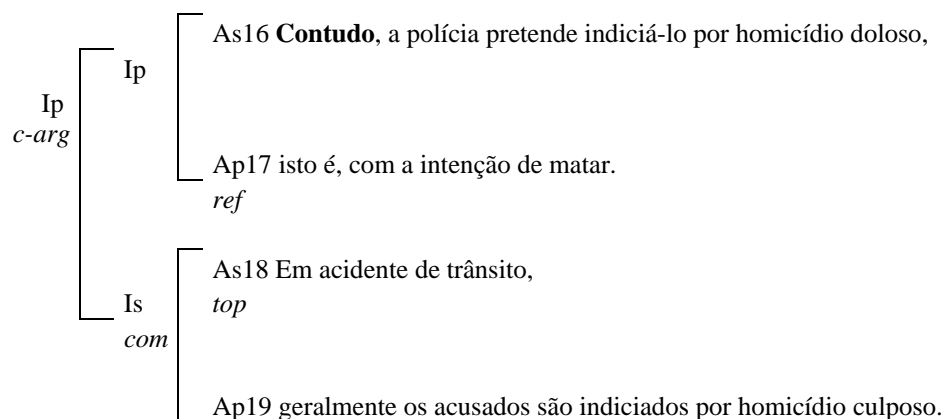 As16 Contudo, a polícia pretende indiciá-lo por homicídio doloso,
Ip
Ip
c-arg
Ap17 isto é, com a intenção de matar.
ref
As18 Em acidente de trânsito,
Is top
com
Ap19 geralmente os acusados são indiciados por homicídio culposo.